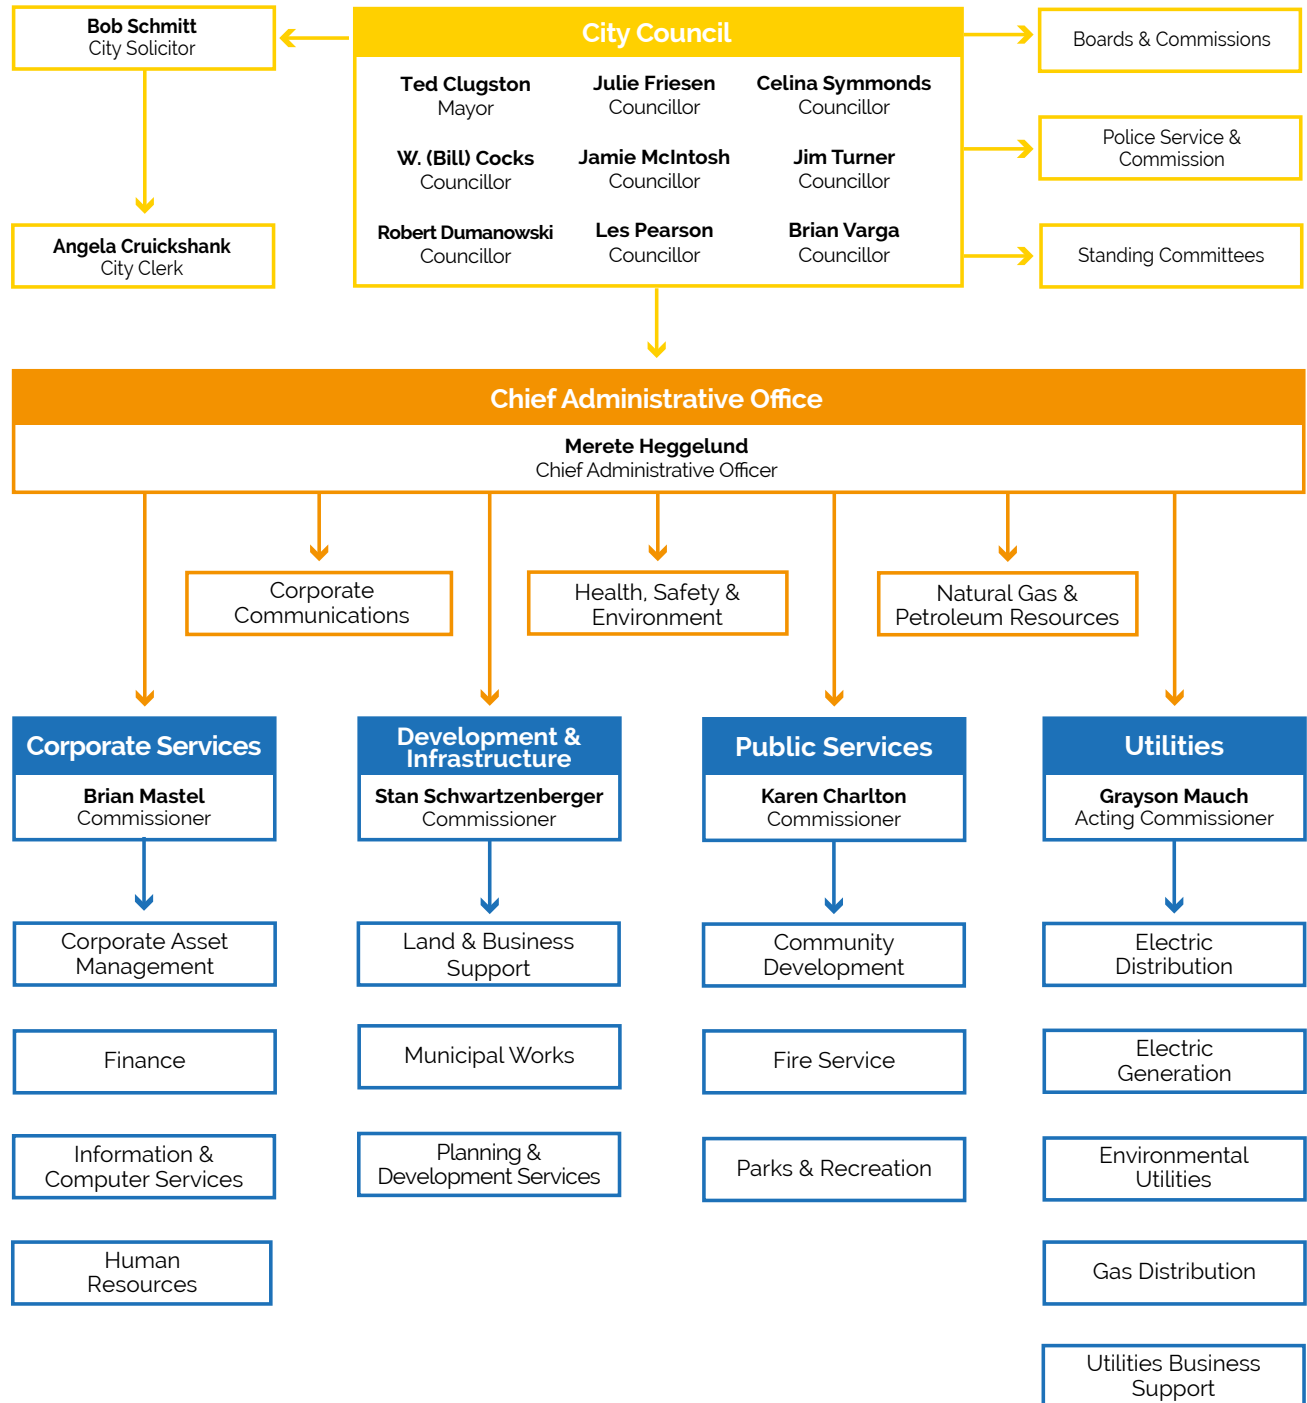 Bob Schmitt
City Solicitor
Angela Cruickshank
City Clerk
City Council
Ted Clugston
Mayor
Julie Friesen
Councillor
Celina Symmonds
Councillor
W. (Bill) Cocks
Councillor
Jamie McIntosh
Councillor
Jim Turner
Councillor
Robert Dumanowski
Councillor
Les Pearson
Councillor
Brian Varga
Councillor
Boards & Commissions
Police Service &
Commission
Standing Committees
Chief Administrative Office
Merete Heggelund
Chief Administrative Officer
Corporate
Communications
Health, Safety &
Environment
Natural Gas &
Petroleum Resources
Corporate Services
Brian Mastel
Commissioner
Corporate Asset
Management
Finance
Information &
Computer Services
Human
Resources
Development &
Infrastructure
Stan Schwartzenberger
Commissioner
Land & Business
Support
Municipal Works
Planning &
Development Services
Public Services
Karen Charlton
Commissioner
Community
Development
Fire Service
Parks & Recreation
Utilities
Grayson Mauch
Acting Commissioner
Electric
Distribution
Electric
Generation
Environmental
Utilities
Gas Distribution
Utilities Business
Support